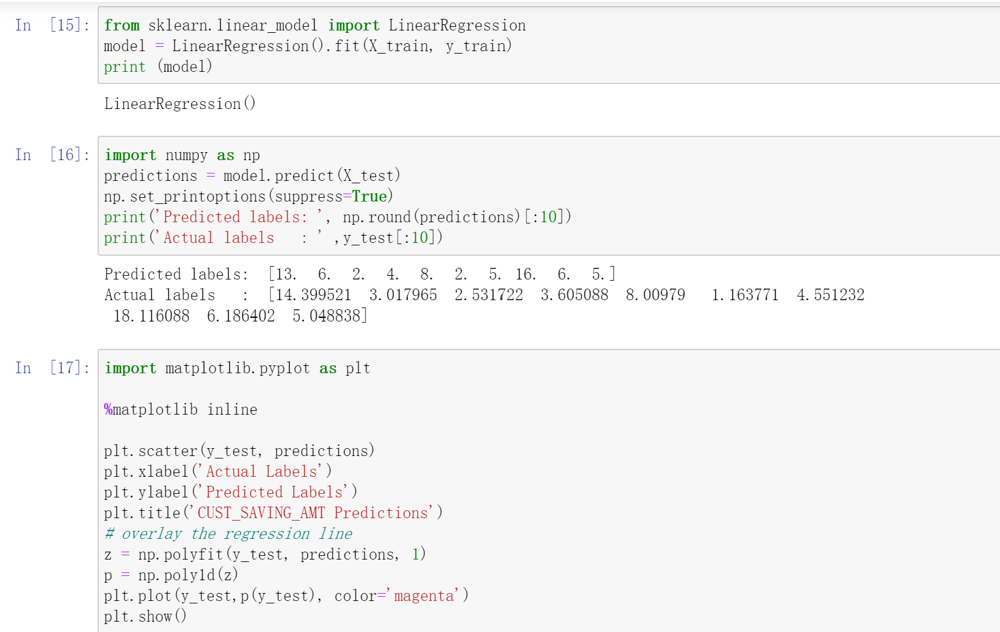 In [15]: from sklearn.linear_model import LinearRegression
model = LinearRegression().fit(X_train, y_train)
print (model)
LinearRegression()
In [16]: import numpy as np
predictions = model.predict(X_test)
np.set_printoptions(suppress=True)
print('Predicted labels: ', np.round(predictions)[:10])
print('Actual labels   : ' ,y_test[:10])
Predicted labels:  [13.  6.  2.  4.  8.  2.  5. 16.  6.  5.]
Actual labels   :  [14.399521  3.017965  2.531722  3.605088  8.00979   1.163771  4.551232
 18.116088  6.186402  5.048838]
In [17]: import matplotlib.pyplot as plt
%matplotlib inline
plt.scatter(y_test, predictions)
plt.xlabel('Actual Labels')
plt.ylabel('Predicted Labels')
plt.title('CUST_SAVING_AMT Predictions')
# overlay the regression line
z = np.polyfit(y_test, predictions, 1)
p = np.poly1d(z)
plt.plot(y_test,p(y_test), color='magenta')
plt.show()